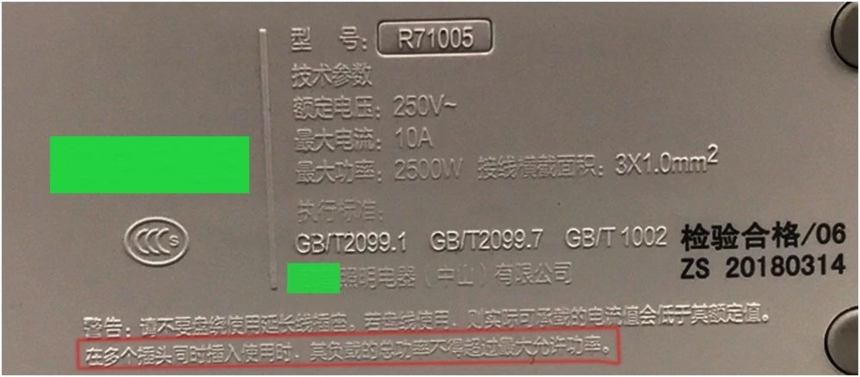 型 号: R71005
技术参数
额定电压: 250V~
最大电流: 10A
最大功率: 2500W 接线横截面积: 3X1.0mm²
执行标准:
GB/T2099.1 GB/T2099.7 GB/T 1002
照明电器（中山）有限公司
CCC S
检验合格/06
ZS 20180314
警告: 请不要盘绕使用延长线插座。若盘线使用，则实际可承载的电流值会低于其额定值。
在多个插头同时插入使用时，其负载的总功率不得超过最大允许功率。